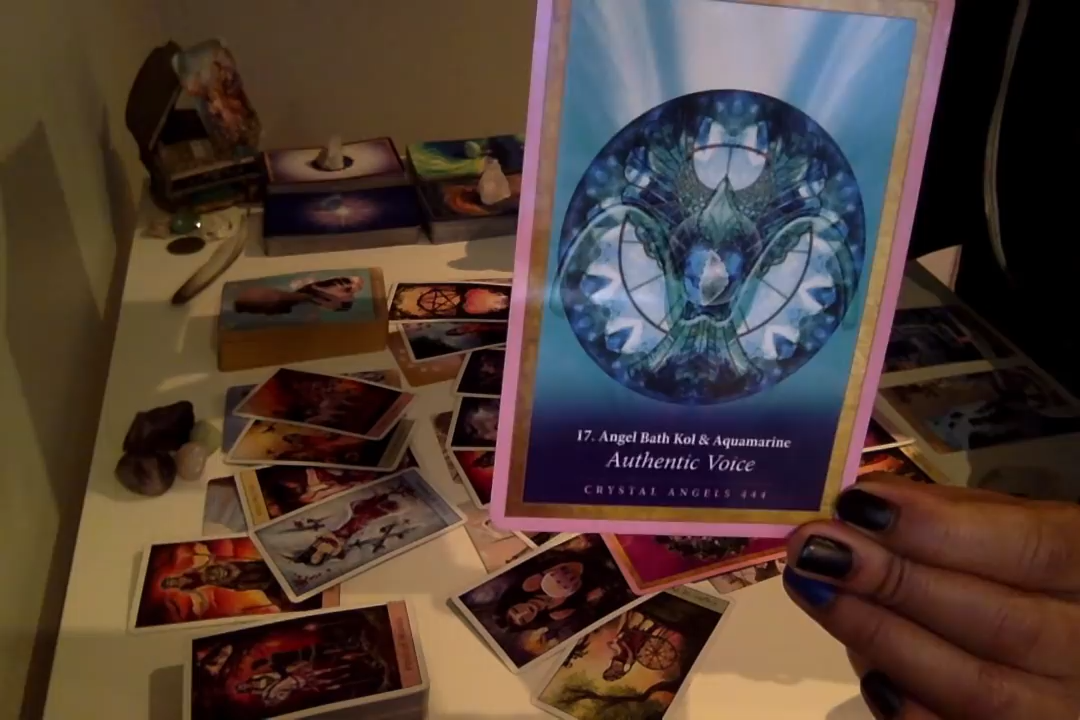 17. Angel Bath Kol & Aquamarine
Authentic Voice
CRYSTAL ANGELS 444